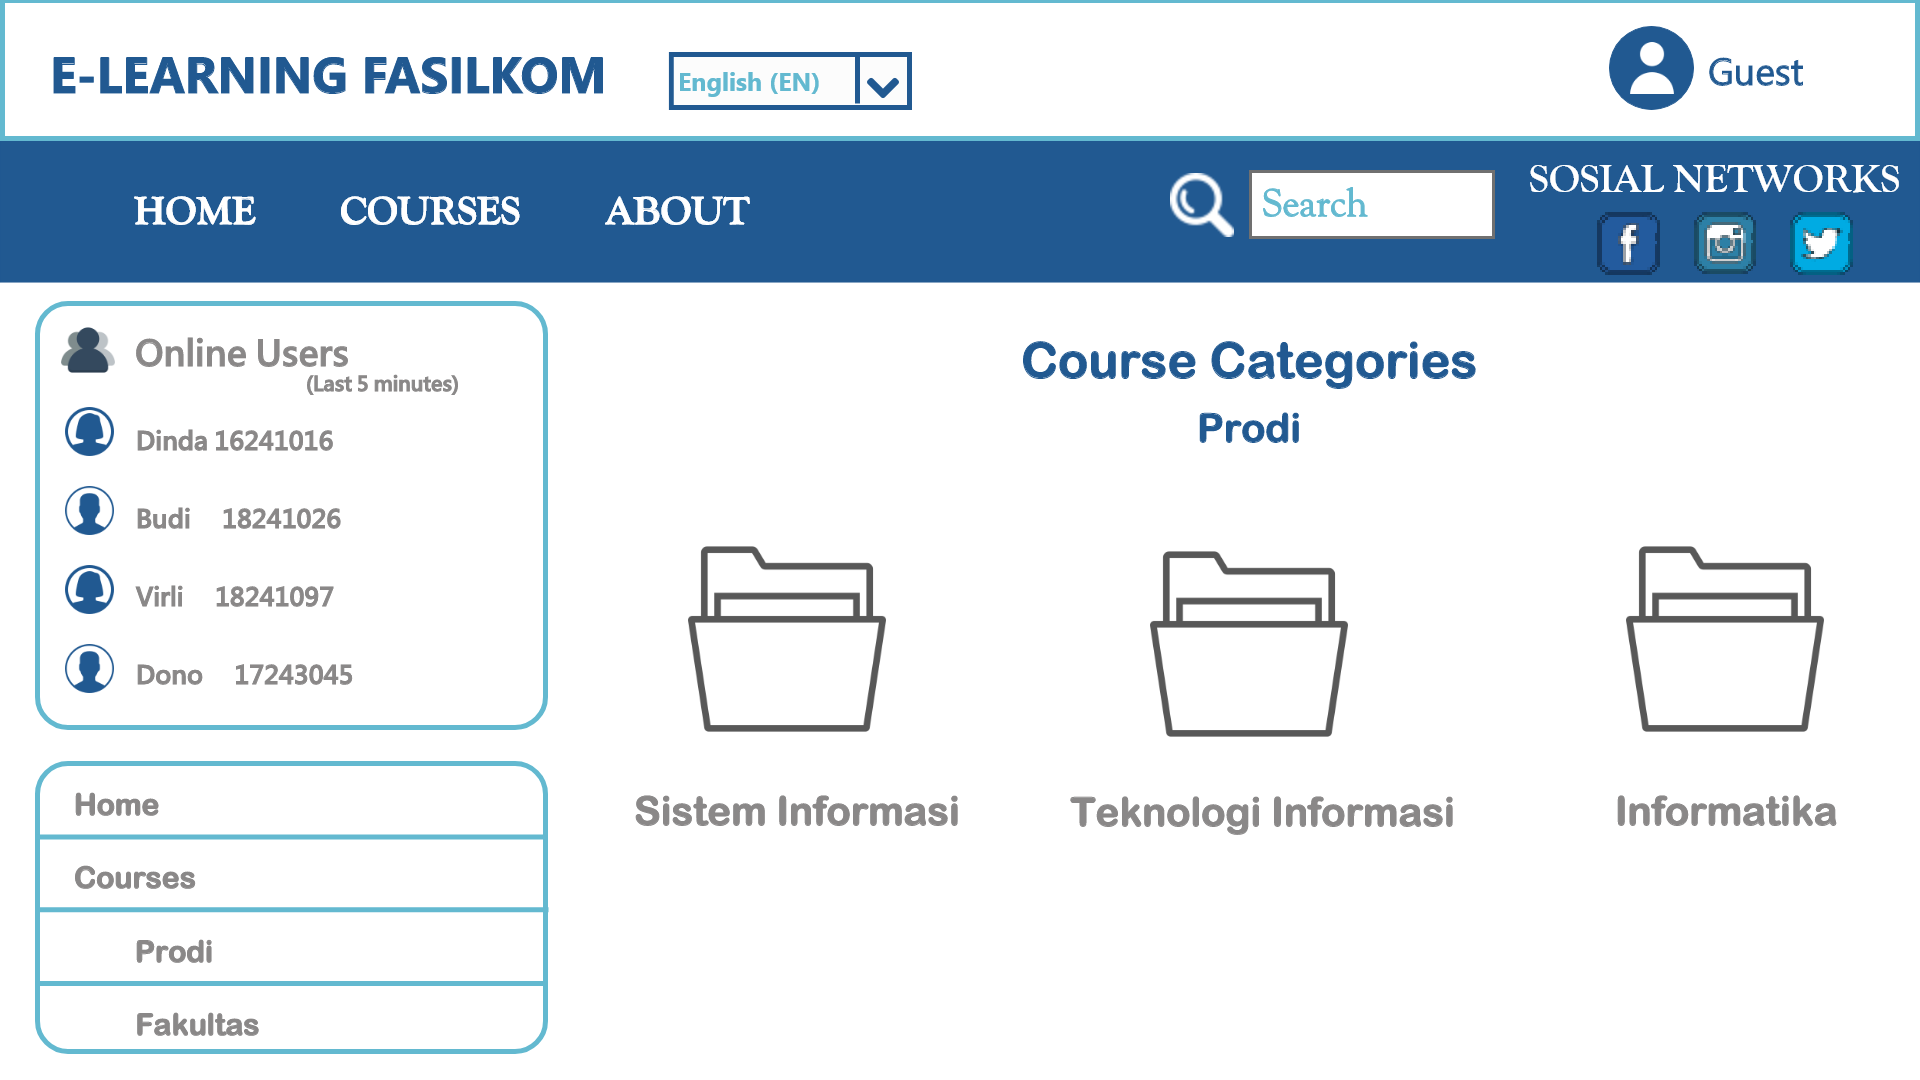 E-LEARNING FASILKOM
English (EN)
Guest
HOME COURSES ABOUT
Search
SOSIAL NETWORKS
Online Users
(Last 5 minutes)
Dinda 16241016
Budi 18241026
Virli 18241097
Dono 17243045
Home
Courses
Prodi
Fakultas
Course Categories
Prodi
Sistem Informasi
Teknologi Informasi
Informatika